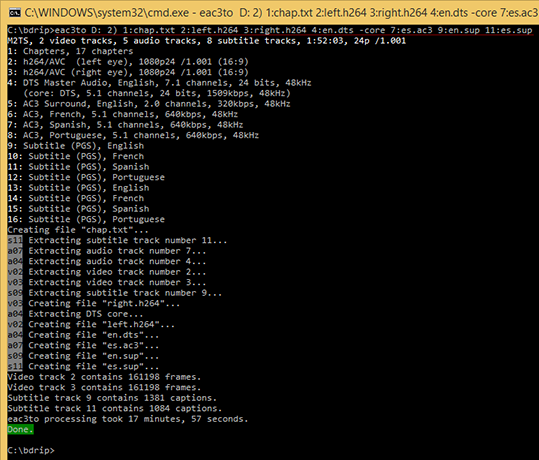 C:\WINDOWS\system32\cmd.exe - eac3to D: 2) 1:chap.txt 2:left.h264 3:right.h264 4:en.dts -core 7:e
C:\bdrip>eac3to D: 2) 1:chap.txt 2:left.h264 3:right.h264 4:en.dts -core 7:es.ac3 9:en.sup 11:es.sup
M2TS, 2 video tracks, 5 audio tracks, 8 subtitle tracks, 1:52:03, 24p /1.001
1: Chapters, 17 chapters
2: h264/AVC (left eye), 1080p24 /1.001 (16:9)
3: h264/AVC (right eye), 1080p24 /1.001 (16:9)
4: DTS Master Audio, English, 7.1 channels, 24 bits, 48kHz
(core: DTS, 5.1 channels, 24 bits, 1509kbps, 48kHz)
5: AC3 Surround, English, 2.0 channels, 320kbps, 48kHz
6: AC3, French, 5.1 channels, 640kbps, 48kHz
7: AC3, Spanish, 5.1 channels, 640kbps, 48kHz
8: AC3, Portuguese, 5.1 channels, 640kbps, 48kHz
9: Subtitle (PGS), English
10: Subtitle (PGS), French
11: Subtitle (PGS), Spanish
12: Subtitle (PGS), Portuguese
13: Subtitle (PGS), English
14: Subtitle (PGS), French
15: Subtitle (PGS), Spanish
16: Subtitle (PGS), Portuguese
Creating file "chap.txt"...
s11 Extracting subtitle track number 11...
a07 Extracting audio track number 7...
a04 Extracting audio track number 4...
v02 Extracting video track number 2...
v03 Extracting video track number 3...
s09 Extracting subtitle track number 9...
v03 Creating file "right.h264"...
a04 Extracting DTS core...
v02 Creating file "left.h264"...
a04 Creating file "en.dts"...
a07 Creating file "es.ac3"...
s09 Creating file "en.sup"...
s11 Creating file "es.sup"...
Video track 2 contains 161198 frames.
Video track 3 contains 161198 frames.
Subtitle track 9 contains 1381 captions.
Subtitle track 11 contains 1084 captions.
eac3to processing took 17 minutes, 57 seconds.
Done.
C:\bdrip>